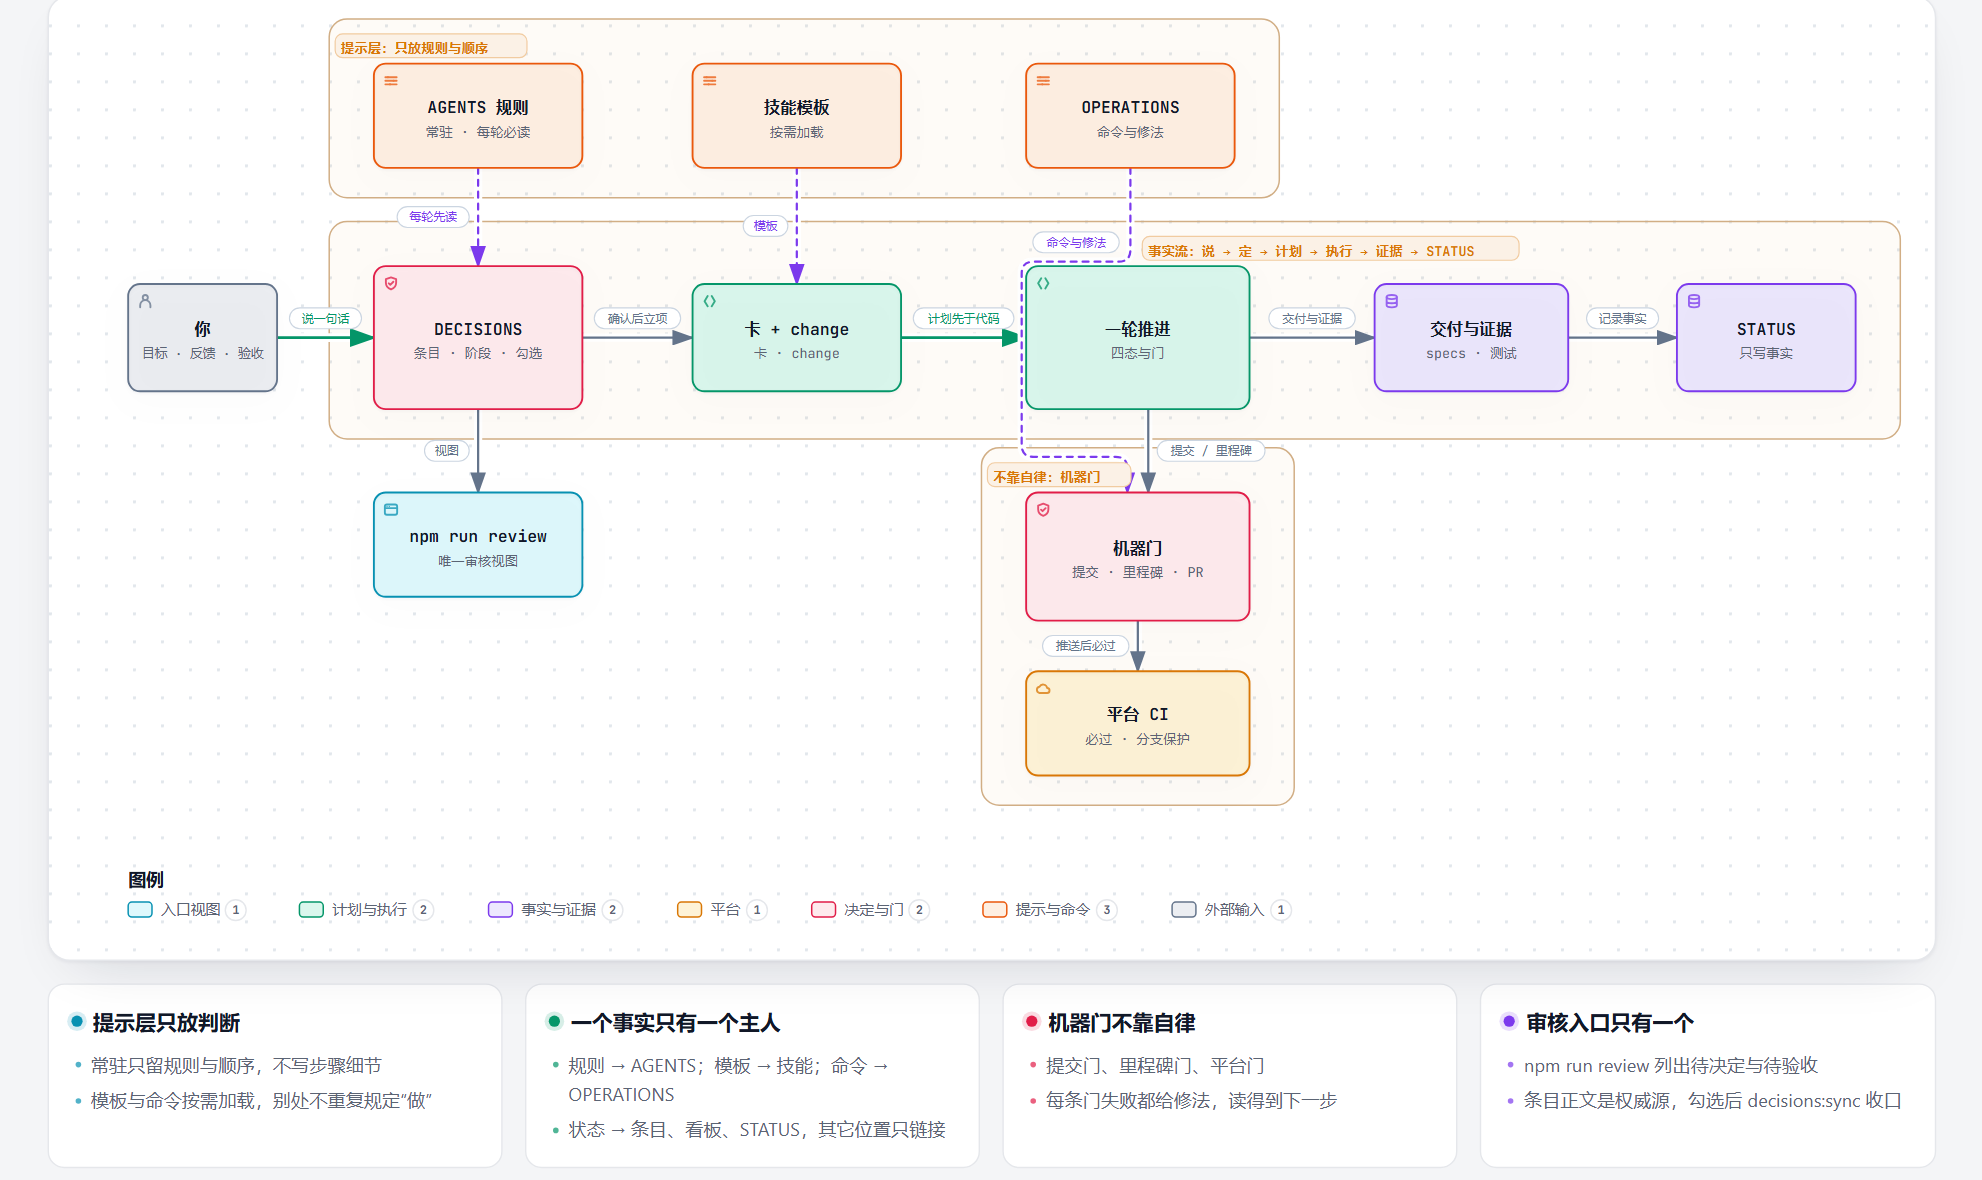 提示层：只放规则与顺序
AGENTS 规则
常驻 · 每轮必读
技能模板
按需加载
OPERATIONS
命令与修法
每轮先读
模板
命令与修法
事实流：说 → 定 → 计划 → 执行 → 证据 → STATUS
你
目标 · 反馈 · 验收
说一句话
DECISIONS
条目 · 阶段 · 勾选
确认后立项
卡 + change
卡 · change
计划先于代码
一轮推进
四态与门
交付与证据
交付与证据
specs · 测试
记录事实
STATUS
只写事实
视图
提交 / 里程碑
不靠自律：机器门
npm run review
唯一审核视图
机器门
提交 · 里程碑 · PR
推送后必过
平台 CI
必过 · 分支保护
图例
入口视图 1
计划与执行 2
事实与证据 2
平台 1
决定与门 2
提示与命令 3
外部输入 1
提示层只放判断
常驻只留规则与顺序，不写步骤细节
模板与命令按需加载，别处不重复规定“做”
一个事实只有一个主人
规则 → AGENTS；模板 → 技能；命令 →
OPERATIONS
状态 → 条目、看板、STATUS，其它位置只链接
机器门不靠自律
提交门、里程碑门、平台门
每条门失败都给修法，读得到下一步
审核入口只有一个
npm run review 列出待决定与待验收
条目正文是权威源，勾选后 decisions:sync 收口